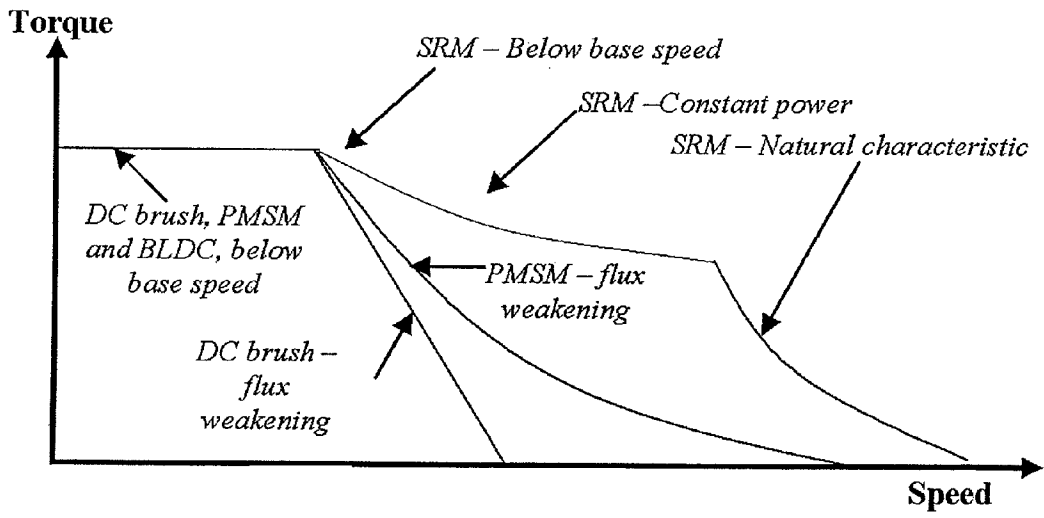 Torque
SRM – Below base speed
SRM –Constant power
SRM – Natural characteristic
DC brush, PMSM
and BLDC, below
base speed
PMSM – flux
weakening
DC brush –
flux
weakening
Speed